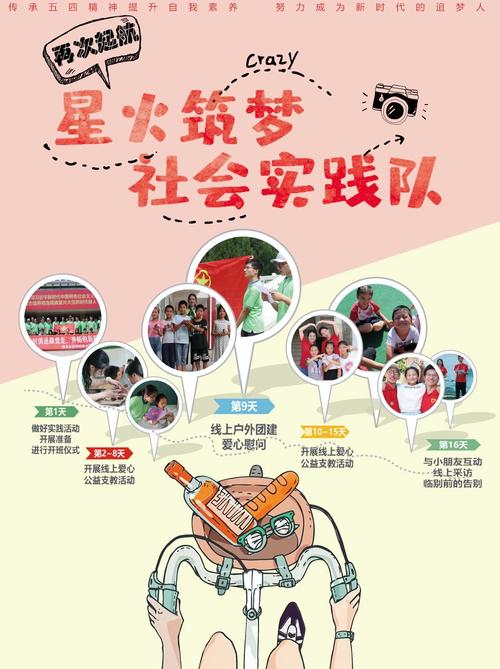 传承五四精神提升自我素养 努力成为新时代的追梦人
再次起航
Crazy
星火筑梦
社会实践队
第1天
做好实践活动
开展准备
进行开班仪式
第2~8天
开展线上爱心
公益支教活动
第9天
线上户外团建
爱心慰问
第10~15天
开展线上爱心
公益支教活动
第16天
与小朋友互动
线上采访
临别前的告别